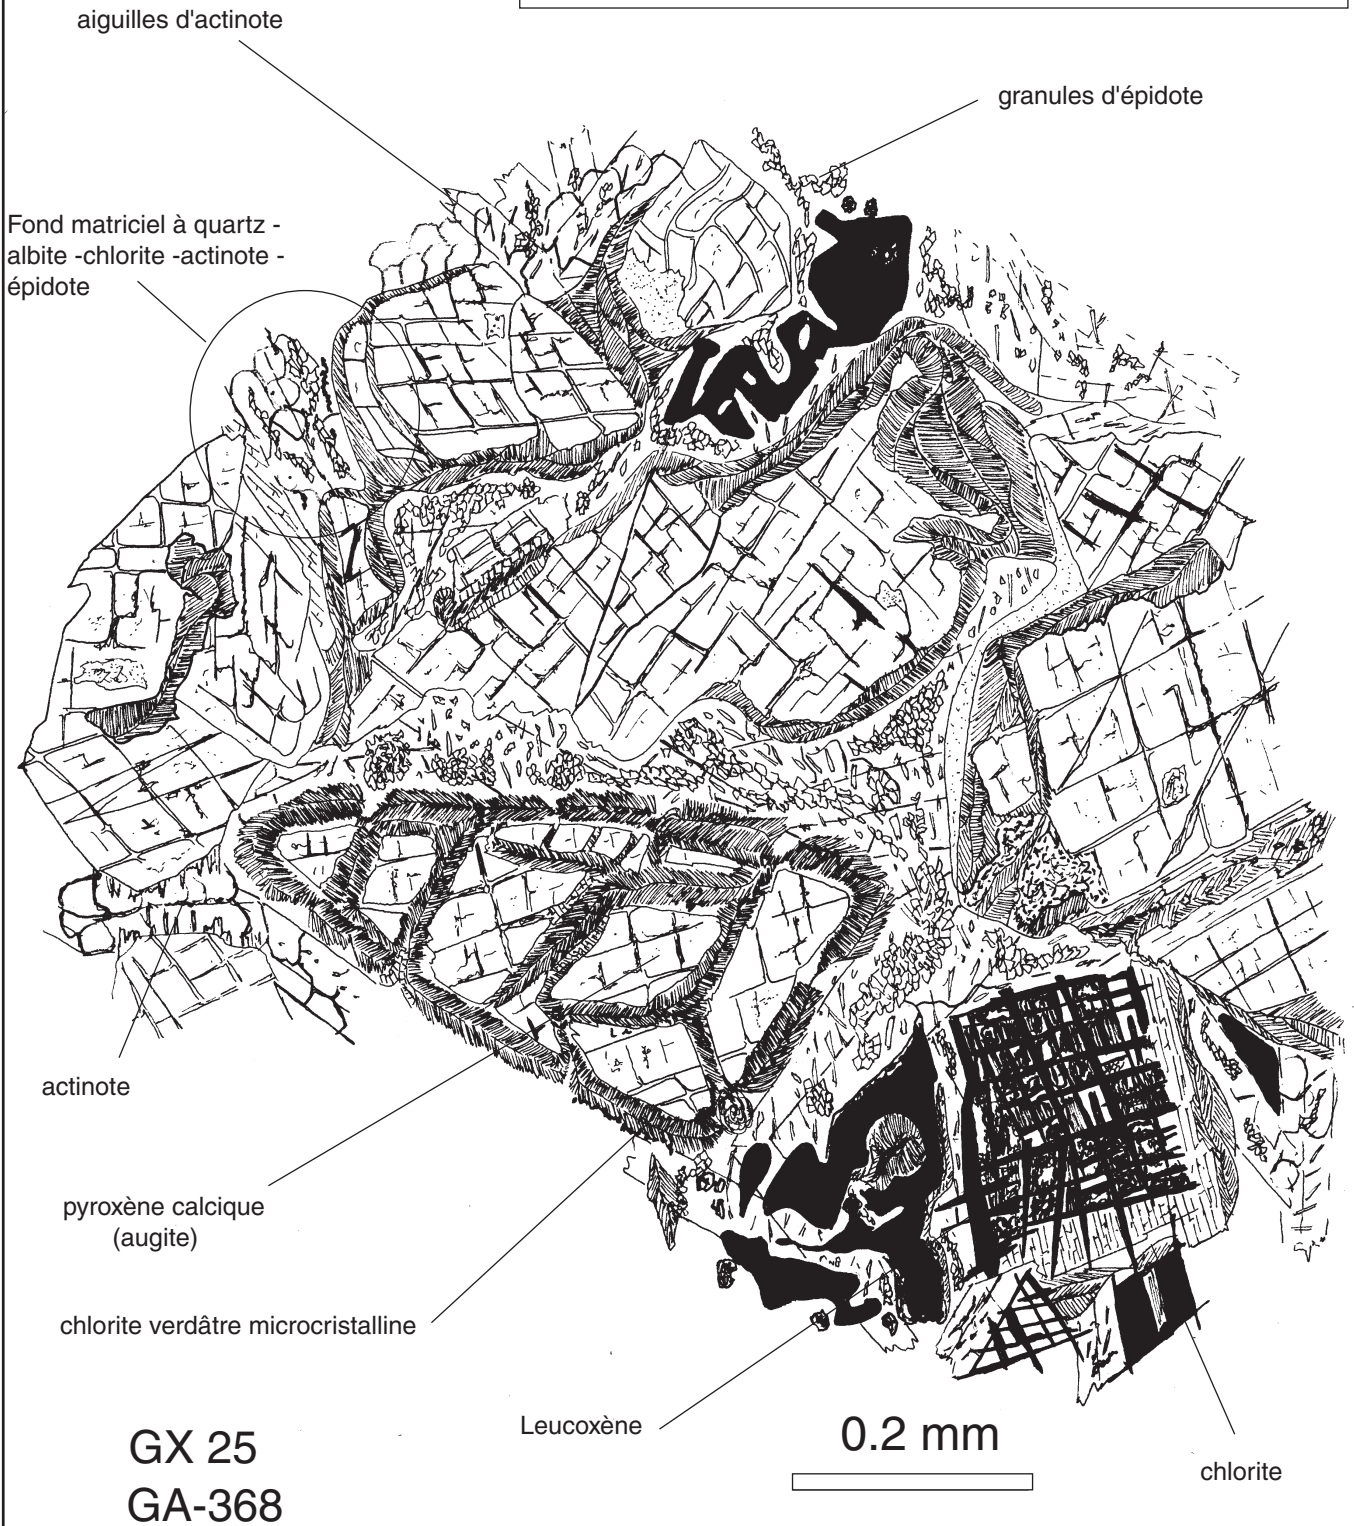 aiguilles d'actinote
granules d'épidote
Fond matriciel à quartz -
albite -chlorite -actinote -
épidote
actinote
pyroxène calcique
(augite)
chlorite verdâtre microcristalline
Leucoxène
0.2 mm
chlorite
GX 25
GA-368